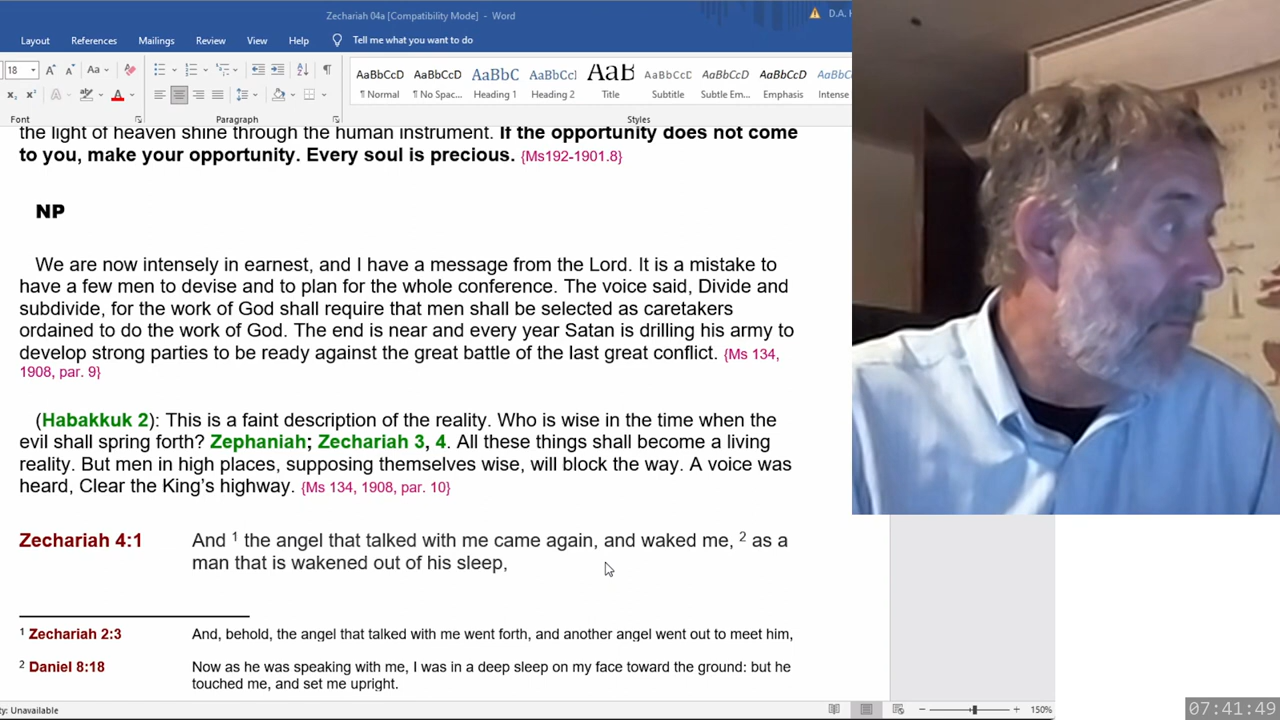 Zechariah 04a [Compatibility Mode] - Word
D.A.
Layout References Mailings Review View Help Tell me what you want to do
18 Aa
AaBbCcD AaBbCcD AaBbC AaBbCcl AaB AaBbCcD AaBbCcD AaBbCcD AaBbCc
¶ Normal ¶ No Spac... ¶ Heading 1 ¶ Heading 2 ¶ Title ¶ Subtitle ¶ Subtle Em... ¶ Emphasis ¶ Intense
Font Paragraph Styles
the light of heaven shine through the human instrument. If the opportunity does not come
to you, make your opportunity. Every soul is precious. {Ms192-1901.8}
NP
We are now intensely in earnest, and I have a message from the Lord. It is a mistake to
have a few men to devise and to plan for the whole conference. The voice said, Divide and
subdivide, for the work of God shall require that men shall be selected as caretakers
ordained to do the work of God. The end is near and every year Satan is drilling his army to
develop strong parties to be ready against the great battle of the last great conflict. {Ms 134,
1908, par. 9}
(Habakkuk 2): This is a faint description of the reality. Who is wise in the time when the
evil shall spring forth? Zephaniah; Zechariah 3, 4. All these things shall become a living
reality. But men in high places, supposing themselves wise, will block the way. A voice was
heard, Clear the King's highway. {Ms 134, 1908, par. 10}
Zechariah 4:1 And 1 the angel that talked with me came again, and waked me, 2 as a
man that is wakened out of his sleep,
1 Zechariah 2:3 And, behold, the angel that talked with me went forth, and another angel went out to meet him,
2 Daniel 8:18 Now as he was speaking with me, I was in a deep sleep on my face toward the ground: but he
touched me, and set me upright.
ty: Unavailable 150%
07:41:49